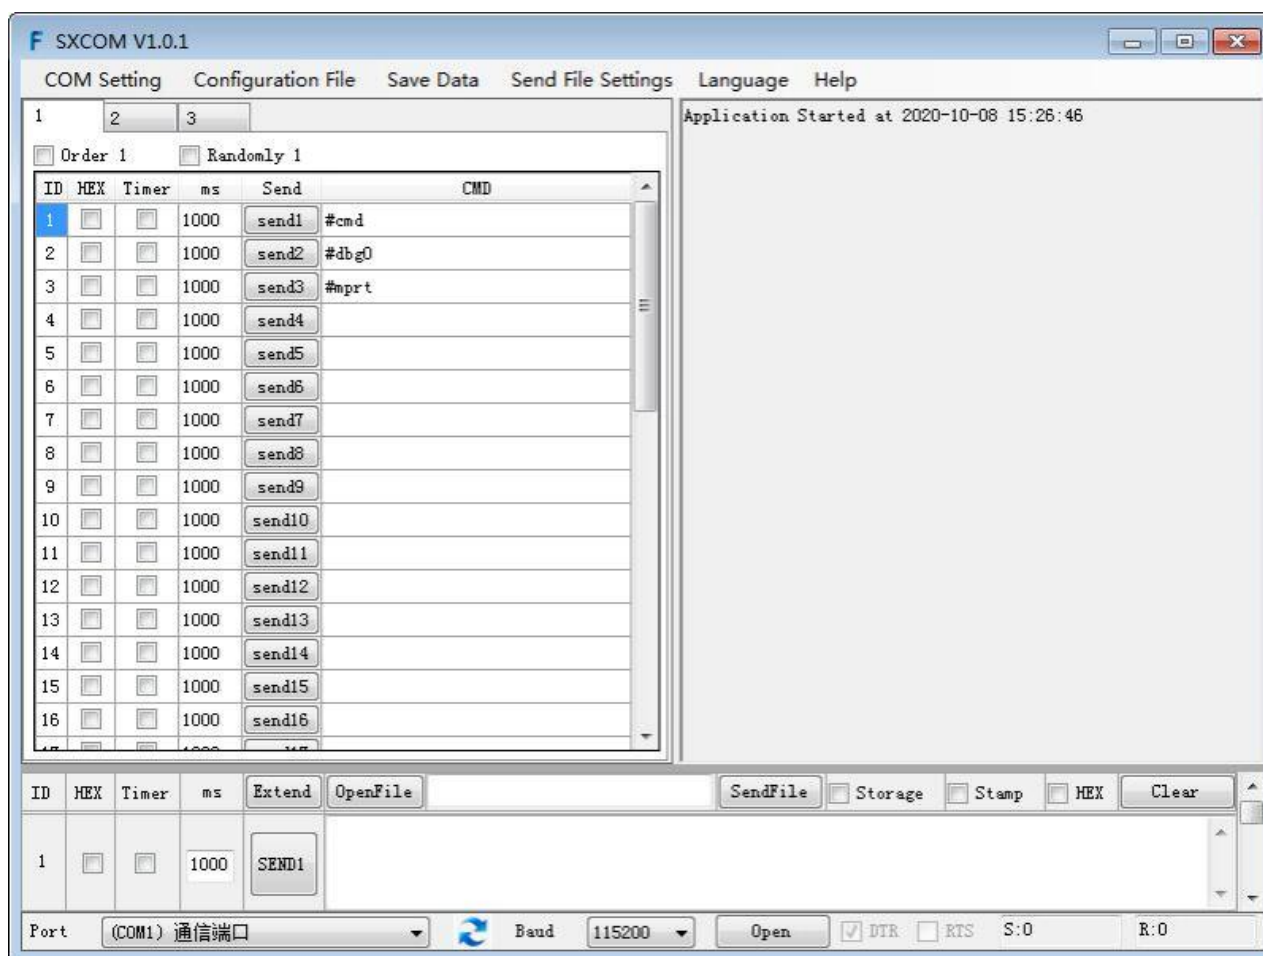 F SXCOM V1.0.1
COM Setting Configuration File Save Data Send File Settings Language Help
1 2 3
Order 1 Randomly 1
ID HEX Timer ms Send CMD
1 1000 send1 #cmd
2 1000 send2 #dbg0
3 1000 send3 #mprt
4 1000 send4
5 1000 send5
6 1000 send6
7 1000 send7
8 1000 send8
9 1000 send9
10 1000 send10
11 1000 send11
12 1000 send12
13 1000 send13
14 1000 send14
15 1000 send15
16 1000 send16
Application Started at 2020-10-08 15:26:46
ID HEX Timer ms Extend OpenFile SendFile Storage Stamp HEX Clear
1 1000 SEND1
Port (COM1) 通信端口 Baud 115200 Open DTR RTS S:0 R:0